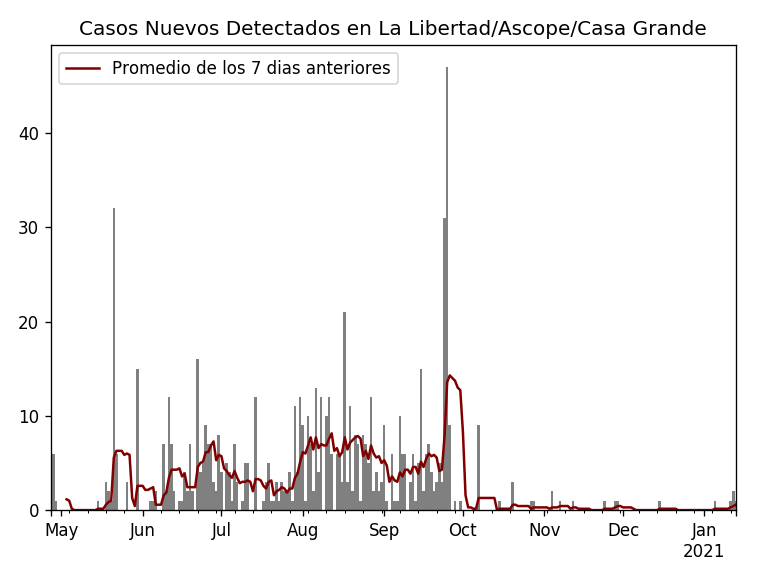 Casos Nuevos Detectados en La Libertad/Ascope/Casa Grande
Promedio de los 7 dias anteriores
40
30
20
10
0
May Jun Jul Aug Sep Oct Nov Dec Jan
2021